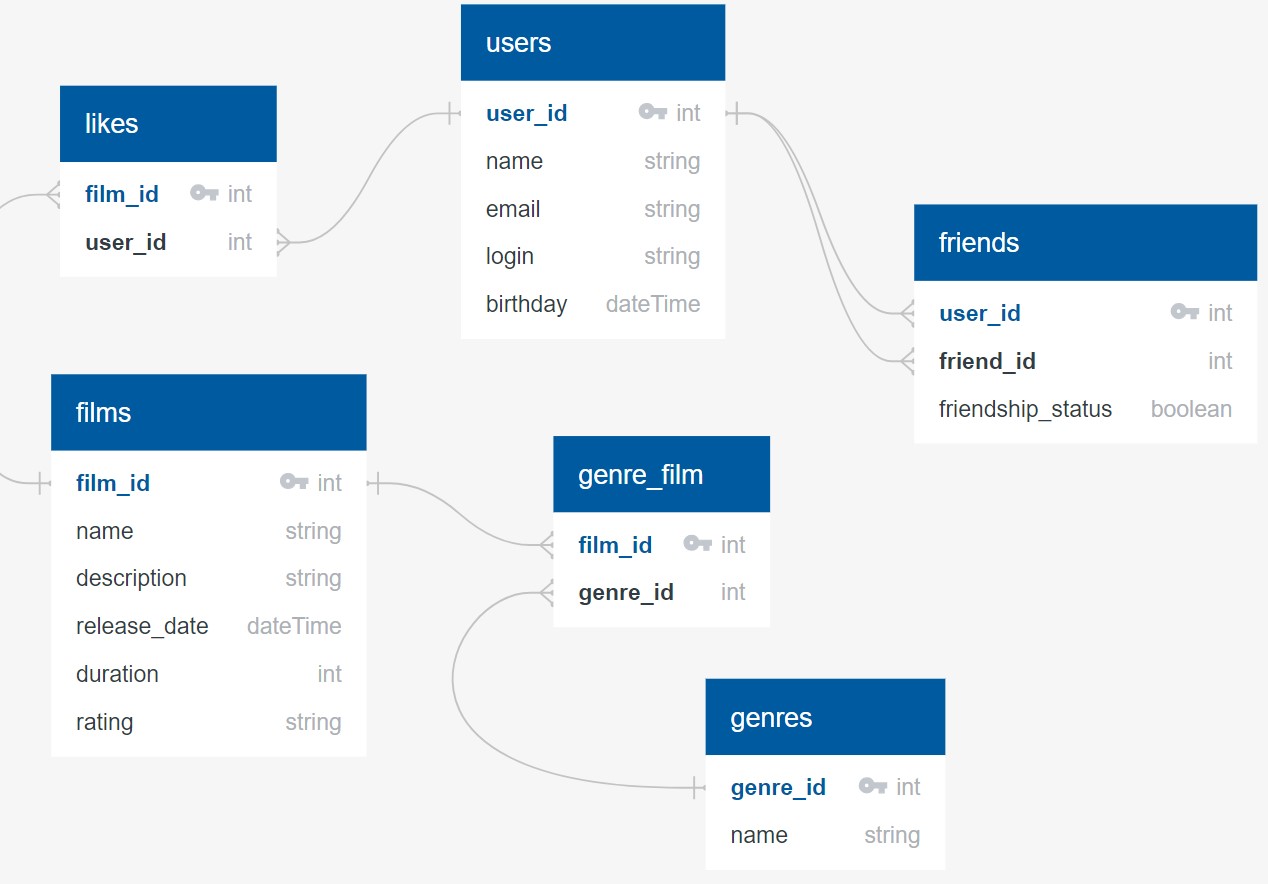 users
user_id int
name string
email string
login string
birthday dateTime
likes
film_id int
user_id int
friends
user_id int
friend_id int
friendship_status boolean
films
film_id int
name string
description string
release_date dateTime
duration int
rating string
genre_film
film_id int
genre_id int
genres
genre_id int
name string